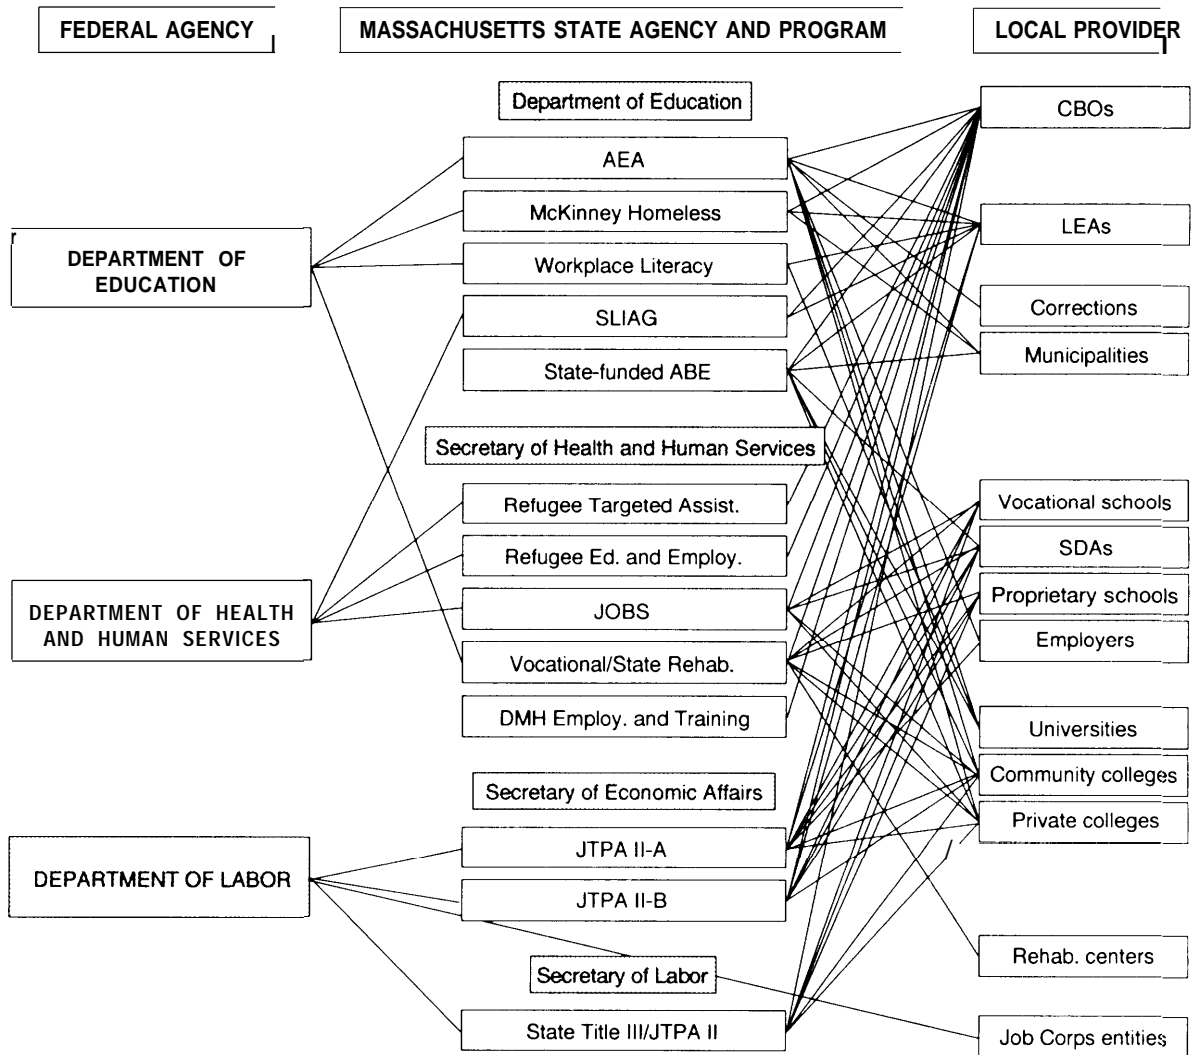 FEDERAL AGENCY
MASSACHUSETTS STATE AGENCY AND PROGRAM
LOCAL PROVIDER
DEPARTMENT OF
EDUCATION
DEPARTMENT OF HEALTH
AND HUMAN SERVICES
DEPARTMENT OF LABOR
Department of Education
AEA
McKinney Homeless
Workplace Literacy
SLIAG
State-funded ABE
Secretary of Health and Human Services
Refugee Targeted Assist.
Refugee Ed. and Employ.
JOBS
Vocational/State Rehab.
DMH Employ. and Training
Secretary of Economic Affairs
JTPA II-A
JTPA II-B
Secretary of Labor
State Title III/JTPA II
CBOs
LEAs
Corrections
Municipalities
Vocational schools
SDAs
Proprietary schools
Employers
Universities
Community colleges
Private colleges
Rehab. centers
Job Corps entities